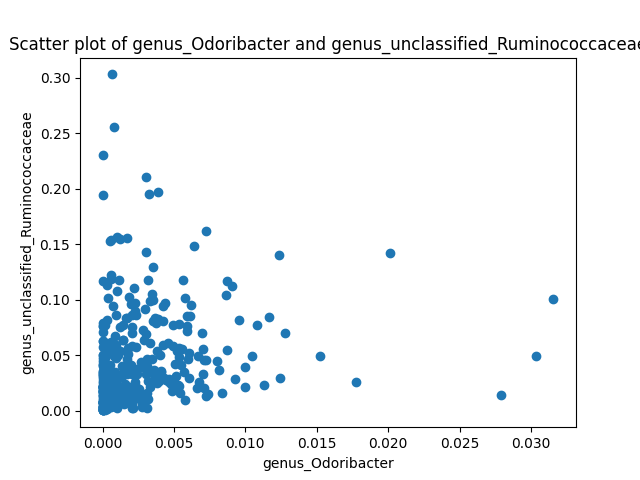 Scatter plot of genus_Odoribacter and genus_unclassified_Ruminococcaceae
0.30
0.25
0.20
0.15
0.10
0.05
0.00
genus_unclassified_Ruminococcaceae
0.000 0.005 0.010 0.015 0.020 0.025 0.030
genus_Odoribacter